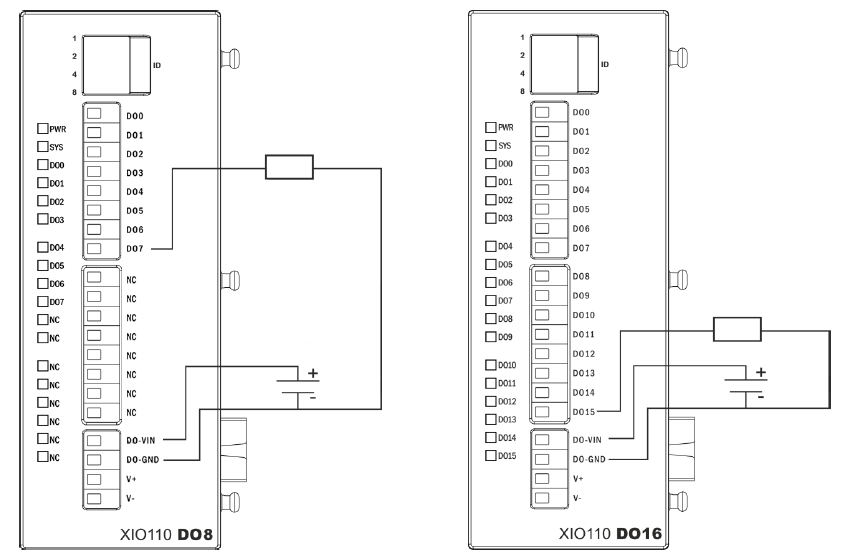 1
2
4
8
ID
PWR
SYS
DO0
DO1
DO2
DO3
DO4
DO5
DO6
DO7
NC
NC
NC
NC
NC
NC
NC
NC
DO0
DO1
DO2
DO3
DO4
DO5
DO6
DO7
NC
NC
NC
NC
NC
NC
NC
NC
DO-VIN
DO-GND
V+
V-
+
-
XIO110 DO8
1
2
4
8
ID
PWR
SYS
DO0
DO1
DO2
DO3
DO4
DO5
DO6
DO7
DO8
DO9
DO10
DO11
DO12
DO13
DO14
DO15
DO0
DO1
DO2
DO3
DO4
DO5
DO6
DO7
DO8
DO9
DO10
DO11
DO12
DO13
DO14
DO15
DO-VIN
DO-GND
V+
V-
+
-
XIO110 DO16